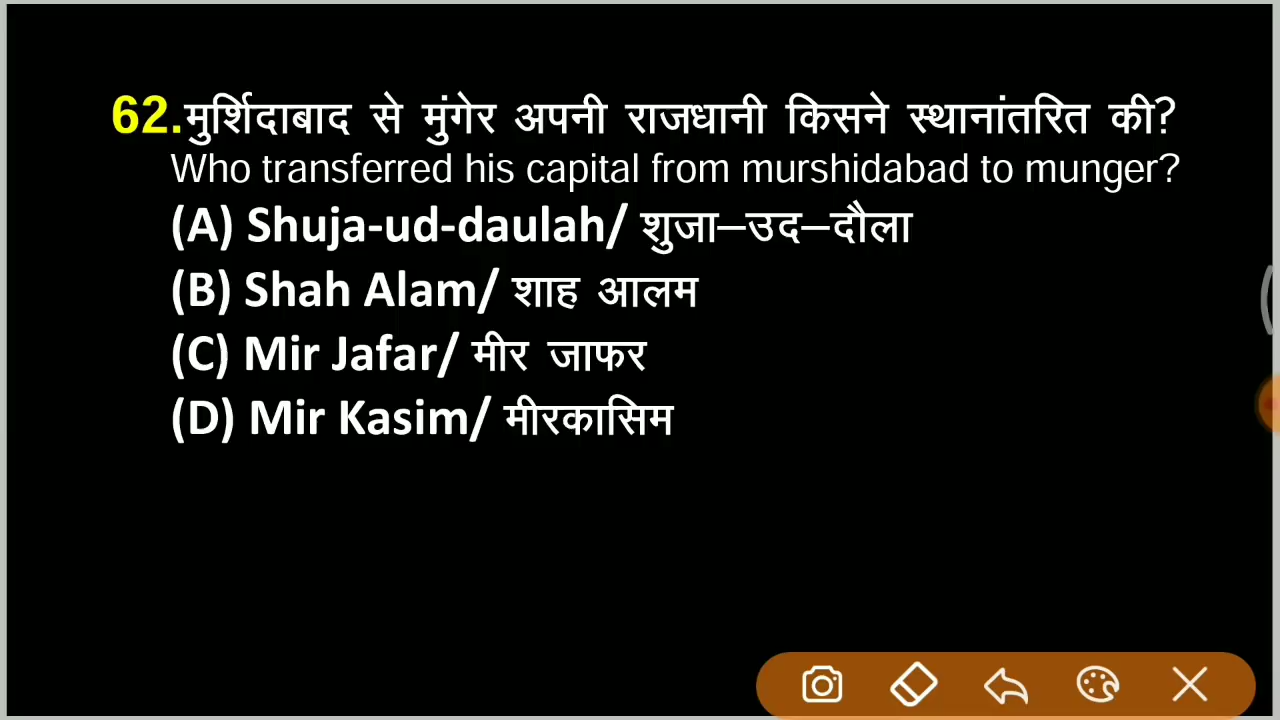 62.मुर्शिदाबाद से मुंगेर अपनी राजधानी किसने स्थानांतरित की?
Who transferred his capital from murshidabad to munger?
(A) Shuja-ud-daulah/ शुजा–उद–दौला
(B) Shah Alam/ शाह आलम
(C) Mir Jafar/ मीर जाफर
(D) Mir Kasim/ मीरकासिम